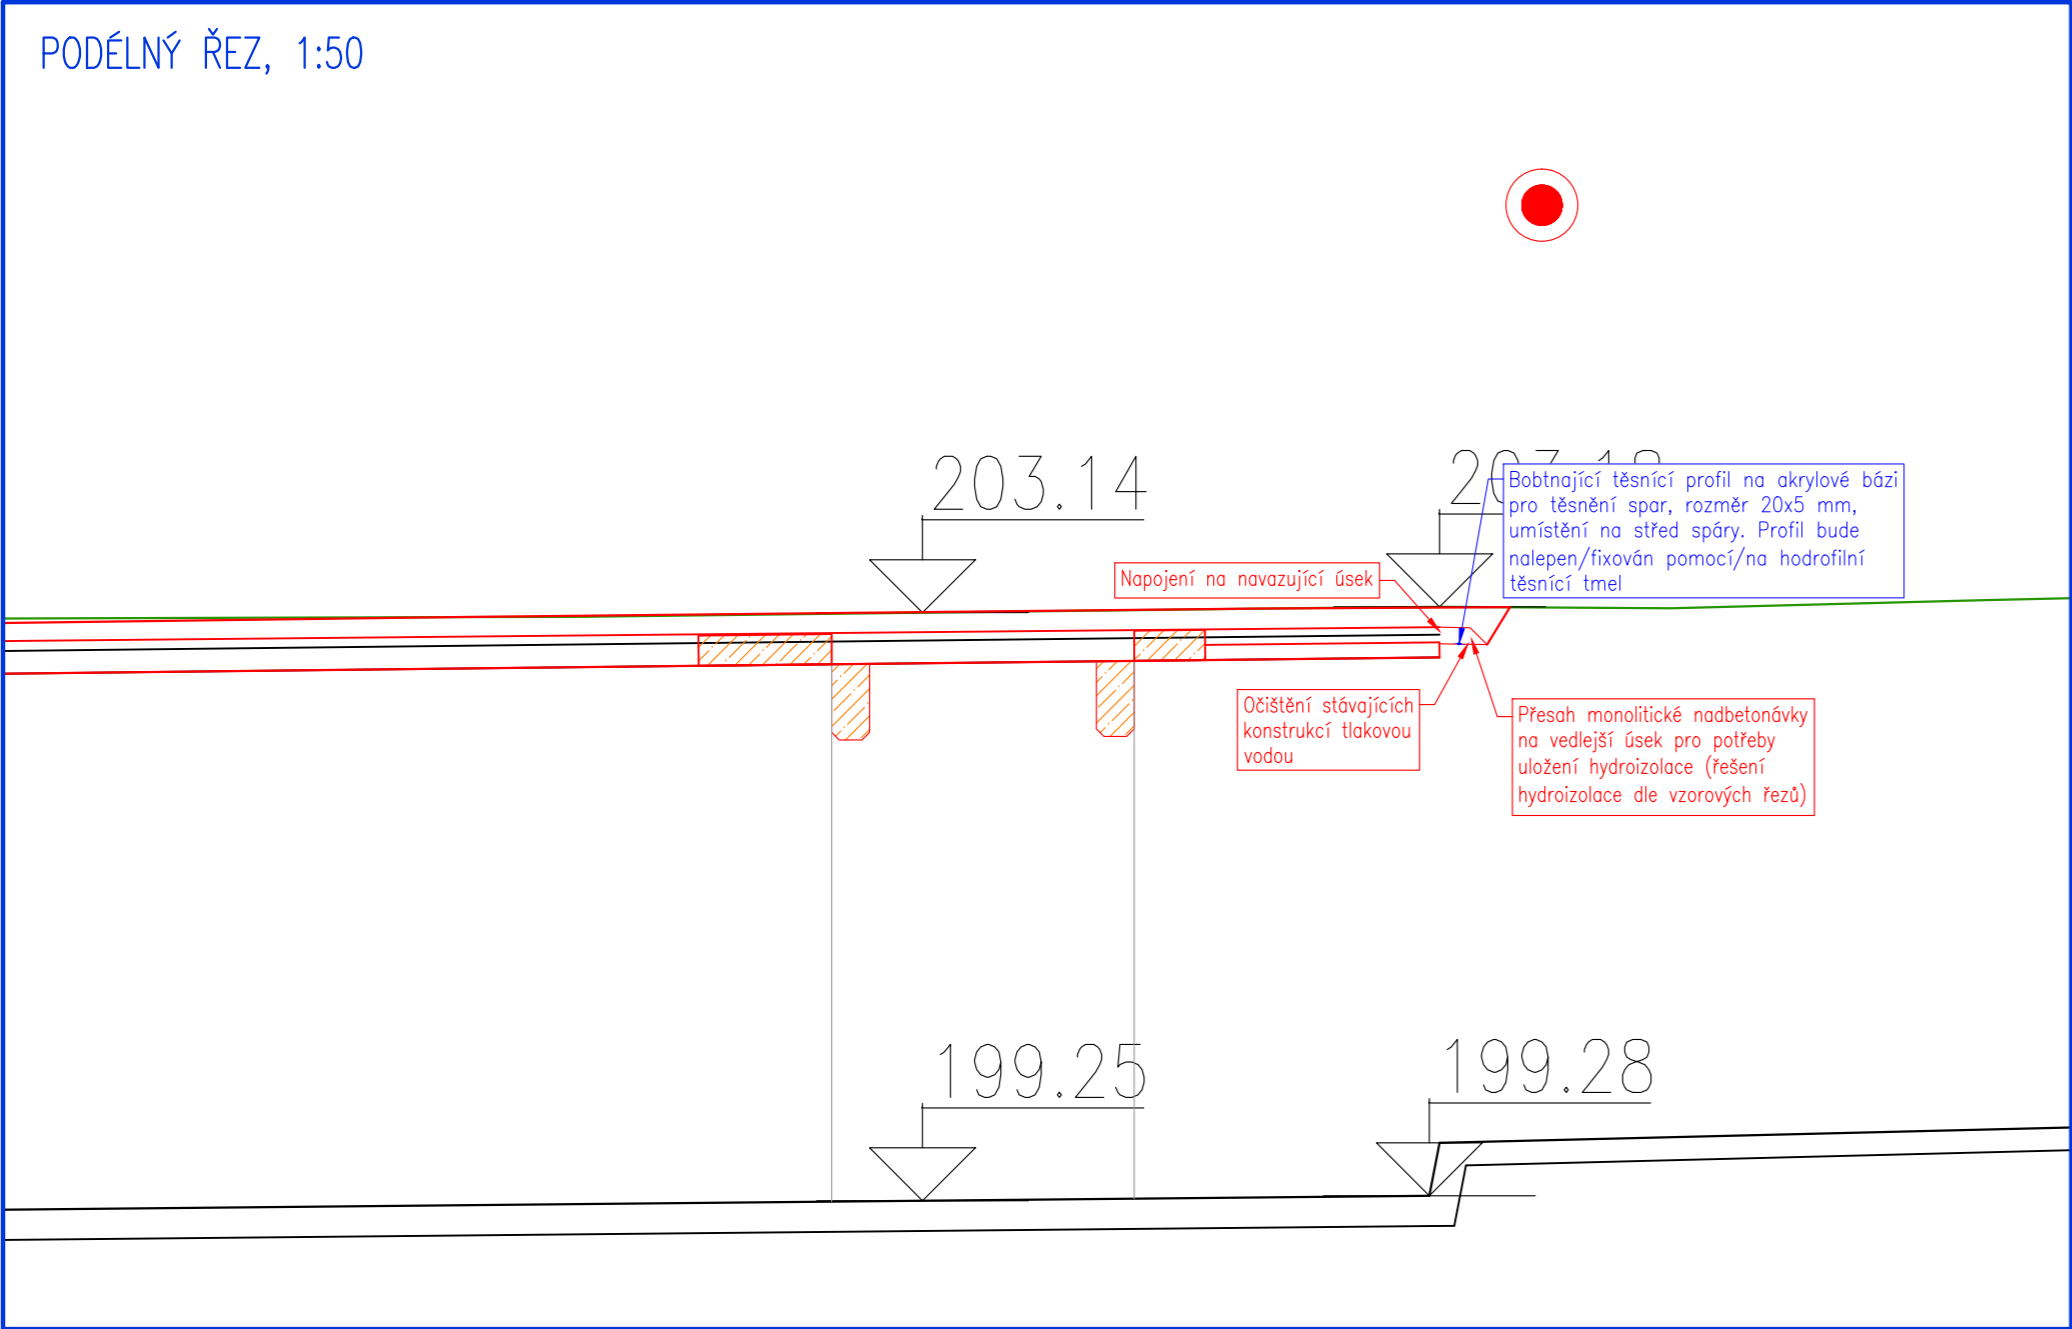 PODÉLNÝ ŘEZ, 1:50
203.14
Bobtnající těsnící profil na akrylové bázi
pro těsnění spar, rozměr 20x5 mm,
umístění na střed spáry. Profil bude
nalepen/fixován pomocí/na hodrofilní
těsnící tmel
Napojení na navazující úsek
Očištění stávajících
konstrukcí tlakovou
vodou
Přesah monolitické nadbetonávky
na vedlejší úsek pro potřeby
uložení hydroizolace (řešení
hydroizolace dle vzorových řezů)
199.25
199.28